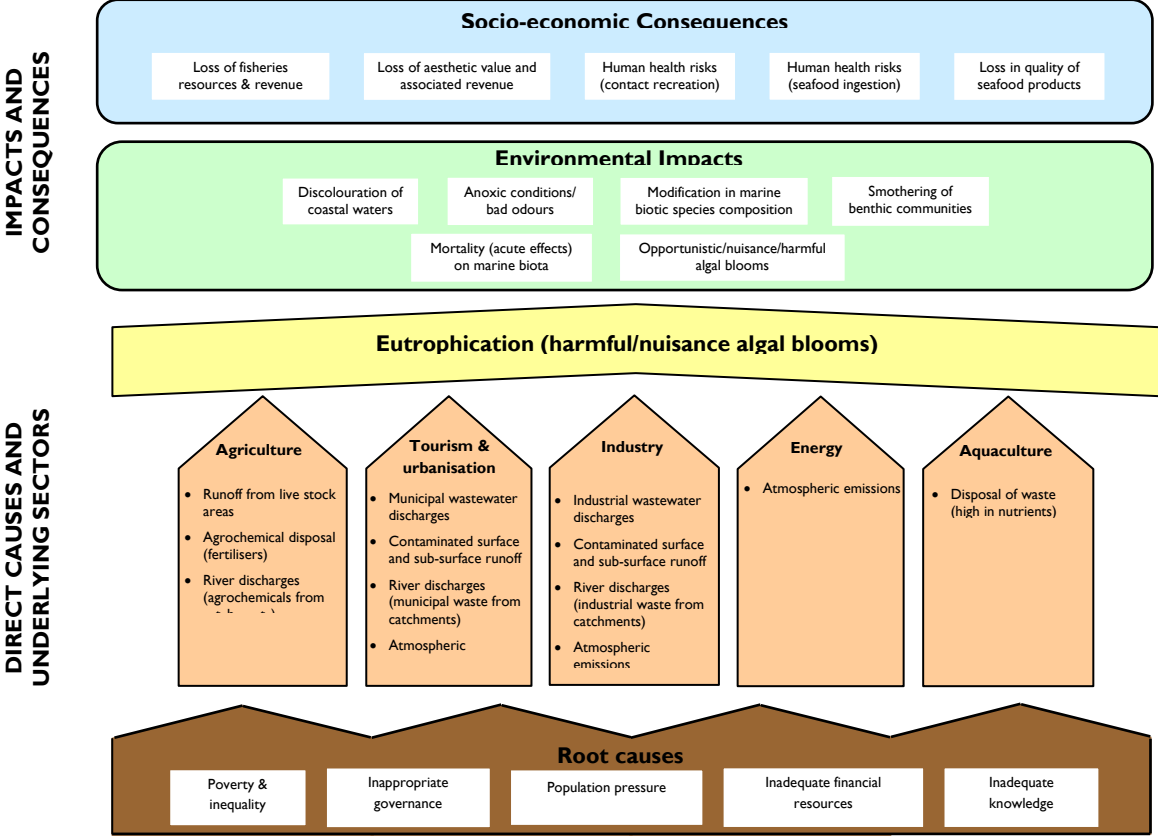 Socio-economic Consequences
Loss of fisheries
resources & revenue
Loss of aesthetic value and
associated revenue
Human health risks
(contact recreation)
Human health risks
(seafood ingestion)
Loss in quality of
seafood products
IMPACTS AND
CONSEQUENCES
Environmental Impacts
Discolouration of
coastal waters
Anoxic conditions/
bad odours
Modification in marine
biotic species composition
Smothering of
benthic communities
Mortality (acute effects)
on marine biota
Opportunistic/nuisance/harmful
algal blooms
Eutrophication (harmful/nuisance algal blooms)
DIRECT CAUSES AND
UNDERLYING SECTORS
Agriculture
• Runoff from live stock
areas
• Agrochemical disposal
(fertilisers)
• River discharges
(agrochemicals from
Tourism &
urbanisation
• Municipal wastewater
discharges
• Contaminated surface
and sub-surface runoff
• River discharges
(municipal waste from
catchments)
• Atmospheric
Industry
• Industrial wastewater
discharges
• Contaminated surface
and sub-surface runoff
• River discharges
(industrial waste from
catchments)
• Atmospheric
emissions
Energy
• Atmospheric emissions
Aquaculture
• Disposal of waste
(high in nutrients)
Root causes
Poverty &
inequality
Inappropriate
governance
Population pressure
Inadequate financial
resources
Inadequate
knowledge